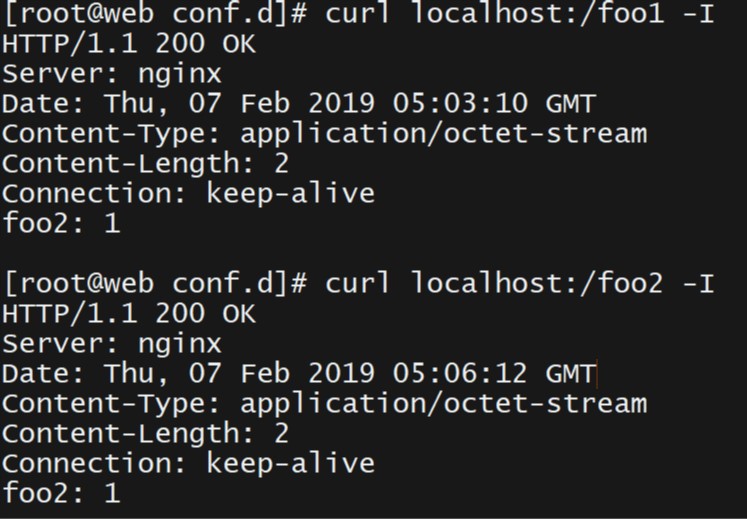 [root@web conf.d]# curl localhost:/foo1 -I
HTTP/1.1 200 OK
Server: nginx
Date: Thu, 07 Feb 2019 05:03:10 GMT
Content-Type: application/octet-stream
Content-Length: 2
Connection: keep-alive
foo2: 1
[root@web conf.d]# curl localhost:/foo2 -I
HTTP/1.1 200 OK
Server: nginx
Date: Thu, 07 Feb 2019 05:06:12 GMT
Content-Type: application/octet-stream
Content-Length: 2
Connection: keep-alive
foo2: 1